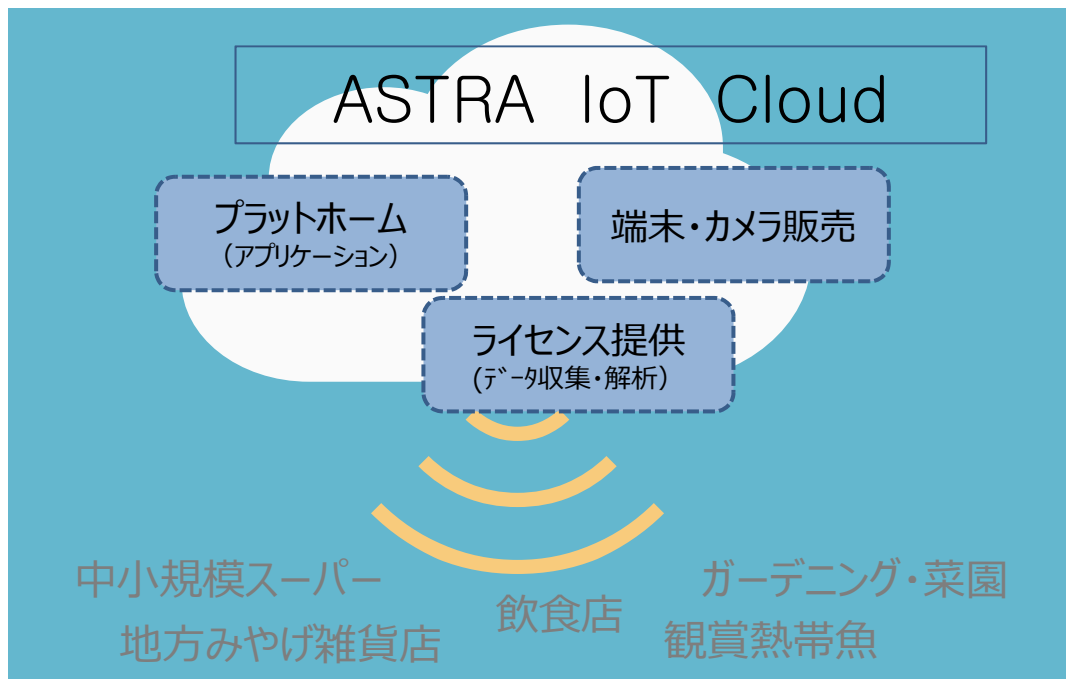 ASTRA IoT Cloud
プラットホーム
（アプリケーション）
端末・カメラ販売
ライセンス提供
(ﾃﾞｰﾀ収集・解析）
中小規模スーパー
ガーデニング・菜園
飲食店
地方みやげ雑貨店
観賞熱帯魚